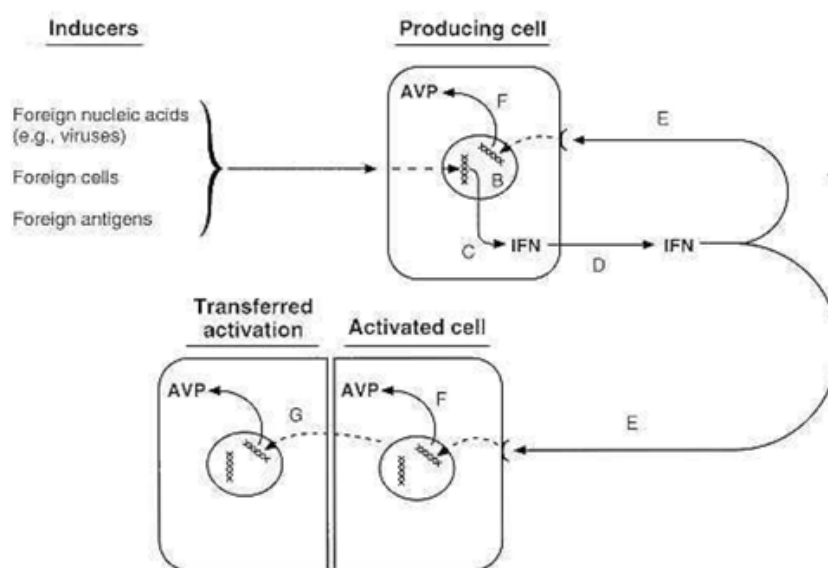 Inducers
Producing cell
AVP
F
E
Foreign nucleic acids
(e.g., viruses)
B
Foreign cells
Foreign antigens
C
IFN
D
IFN
Transferred
activation
Activated cell
AVP
AVP
F
G
E